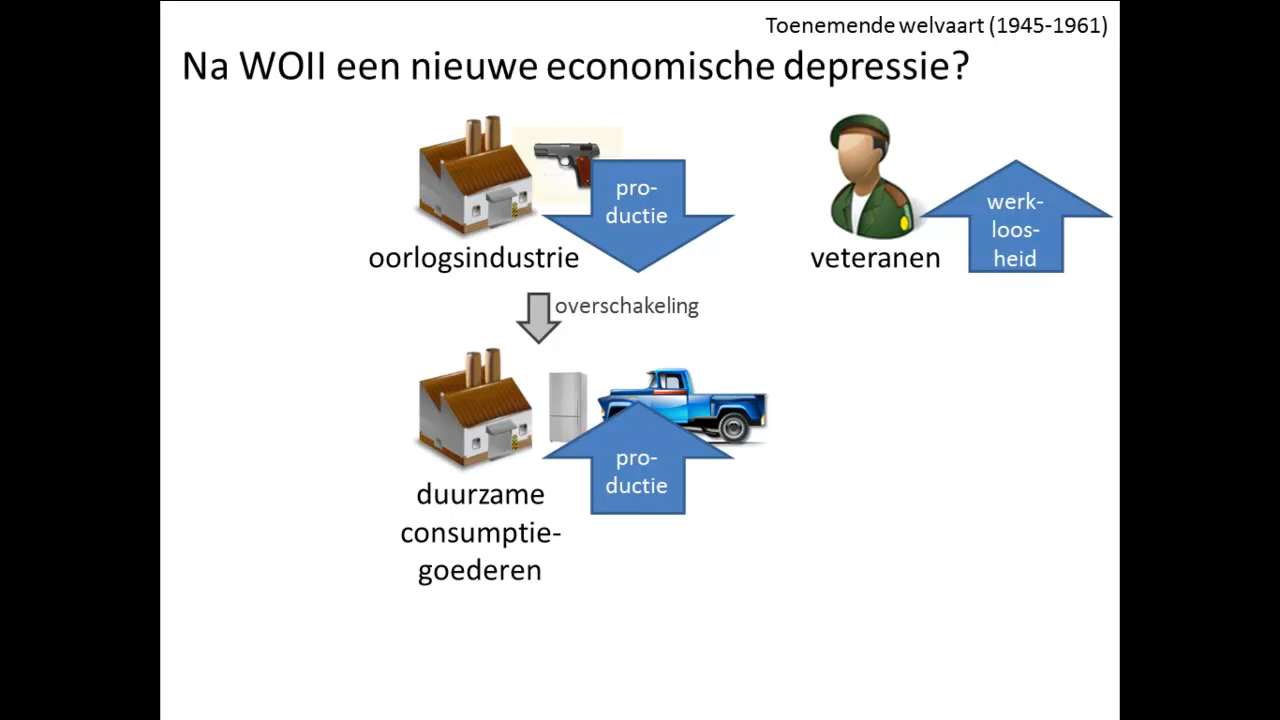 Toenemende welvaart (1945-1961)
Na WOII een nieuwe economische depressie?
pro-
ductie
oorlogsindustrie
werk-
loos-
heid
veteranen
overschakeling
pro-
ductie
duurzame
consumptie-
goederen